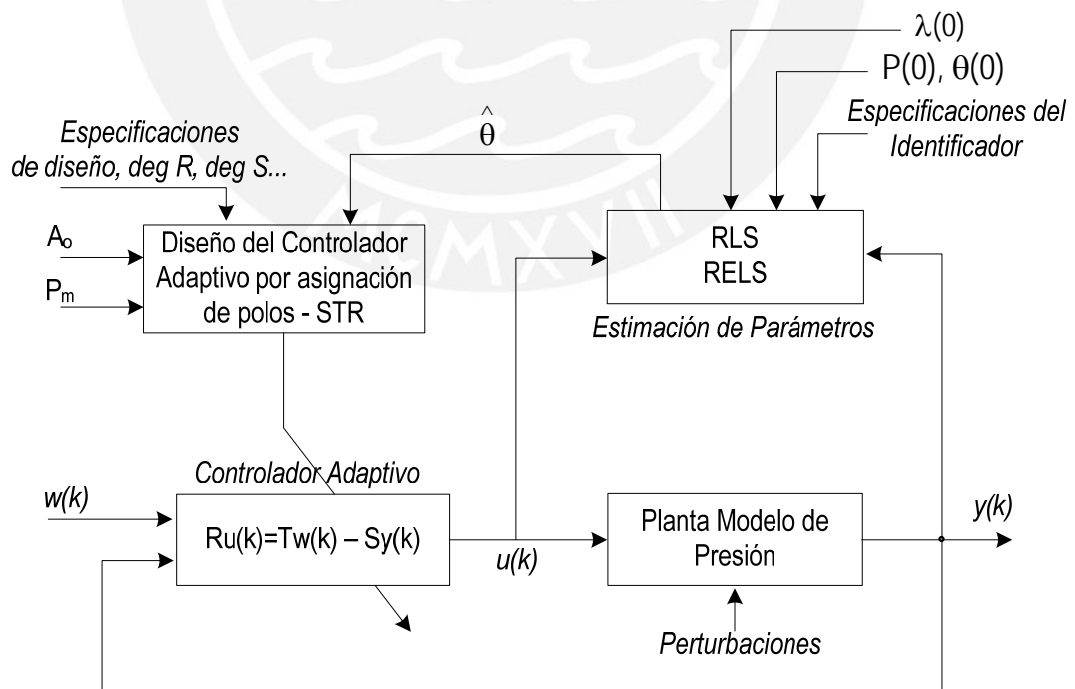 λ(0)
P(0), θ(0)
Especificaciones del
Identificador
θ̂
Especificaciones
de diseño, deg R, deg S...
Ao
Pm
Diseño del Controlador
Adaptivo por asignación
de polos - STR
RLS
RELS
Estimación de Parámetros
MCMXVII
Controlador Adaptivo
w(k)
Ru(k)=Tw(k) – Sy(k)
u(k)
Planta Modelo de
Presión
y(k)
Perturbaciones